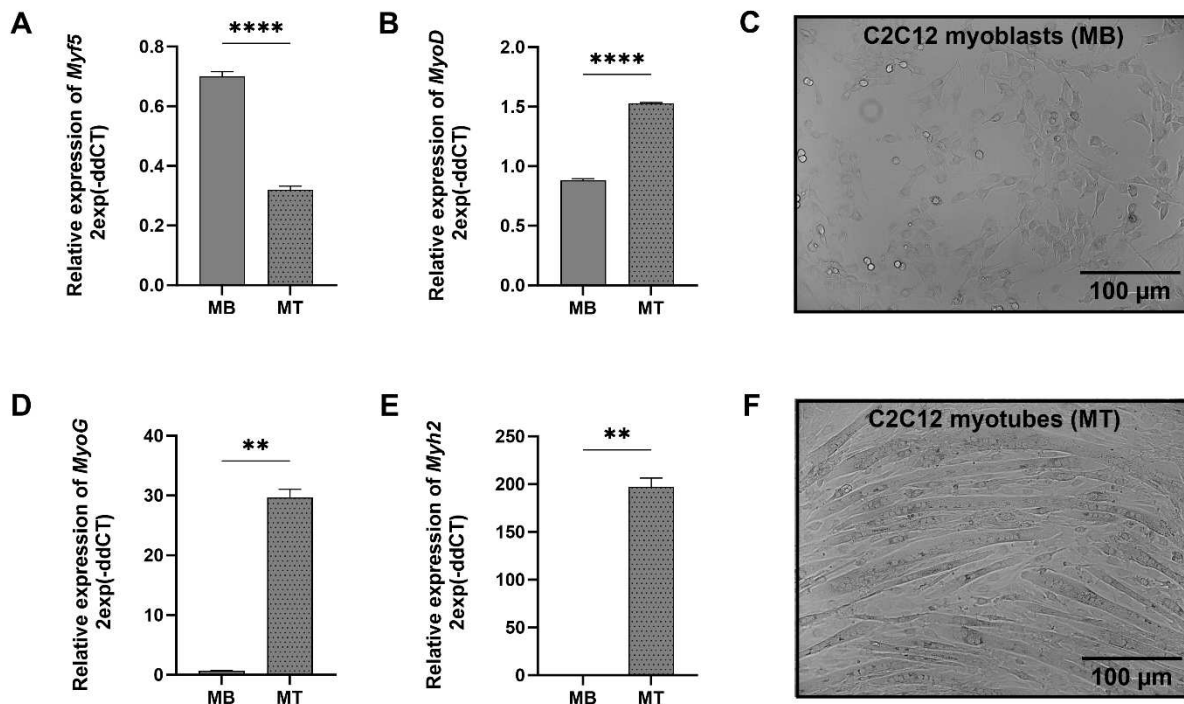 A
Relative expression of Myf5
2exp(-ddCT)
0.8
0.6
0.4
0.2
0.0
****
MB
MT
B
Relative expression of MyoD
2exp(-ddCT)
2.0
1.5
1.0
0.5
0.0
****
MB
MT
C
C2C12 myoblasts (MB)
100 µm
D
Relative expression of MyoG
2exp(-ddCT)
40
30
20
10
0
**
MB
MT
E
Relative expression of Myh2
2exp(-ddCT)
250
200
150
100
50
0
**
MB
MT
F
C2C12 myotubes (MT)
100 µm